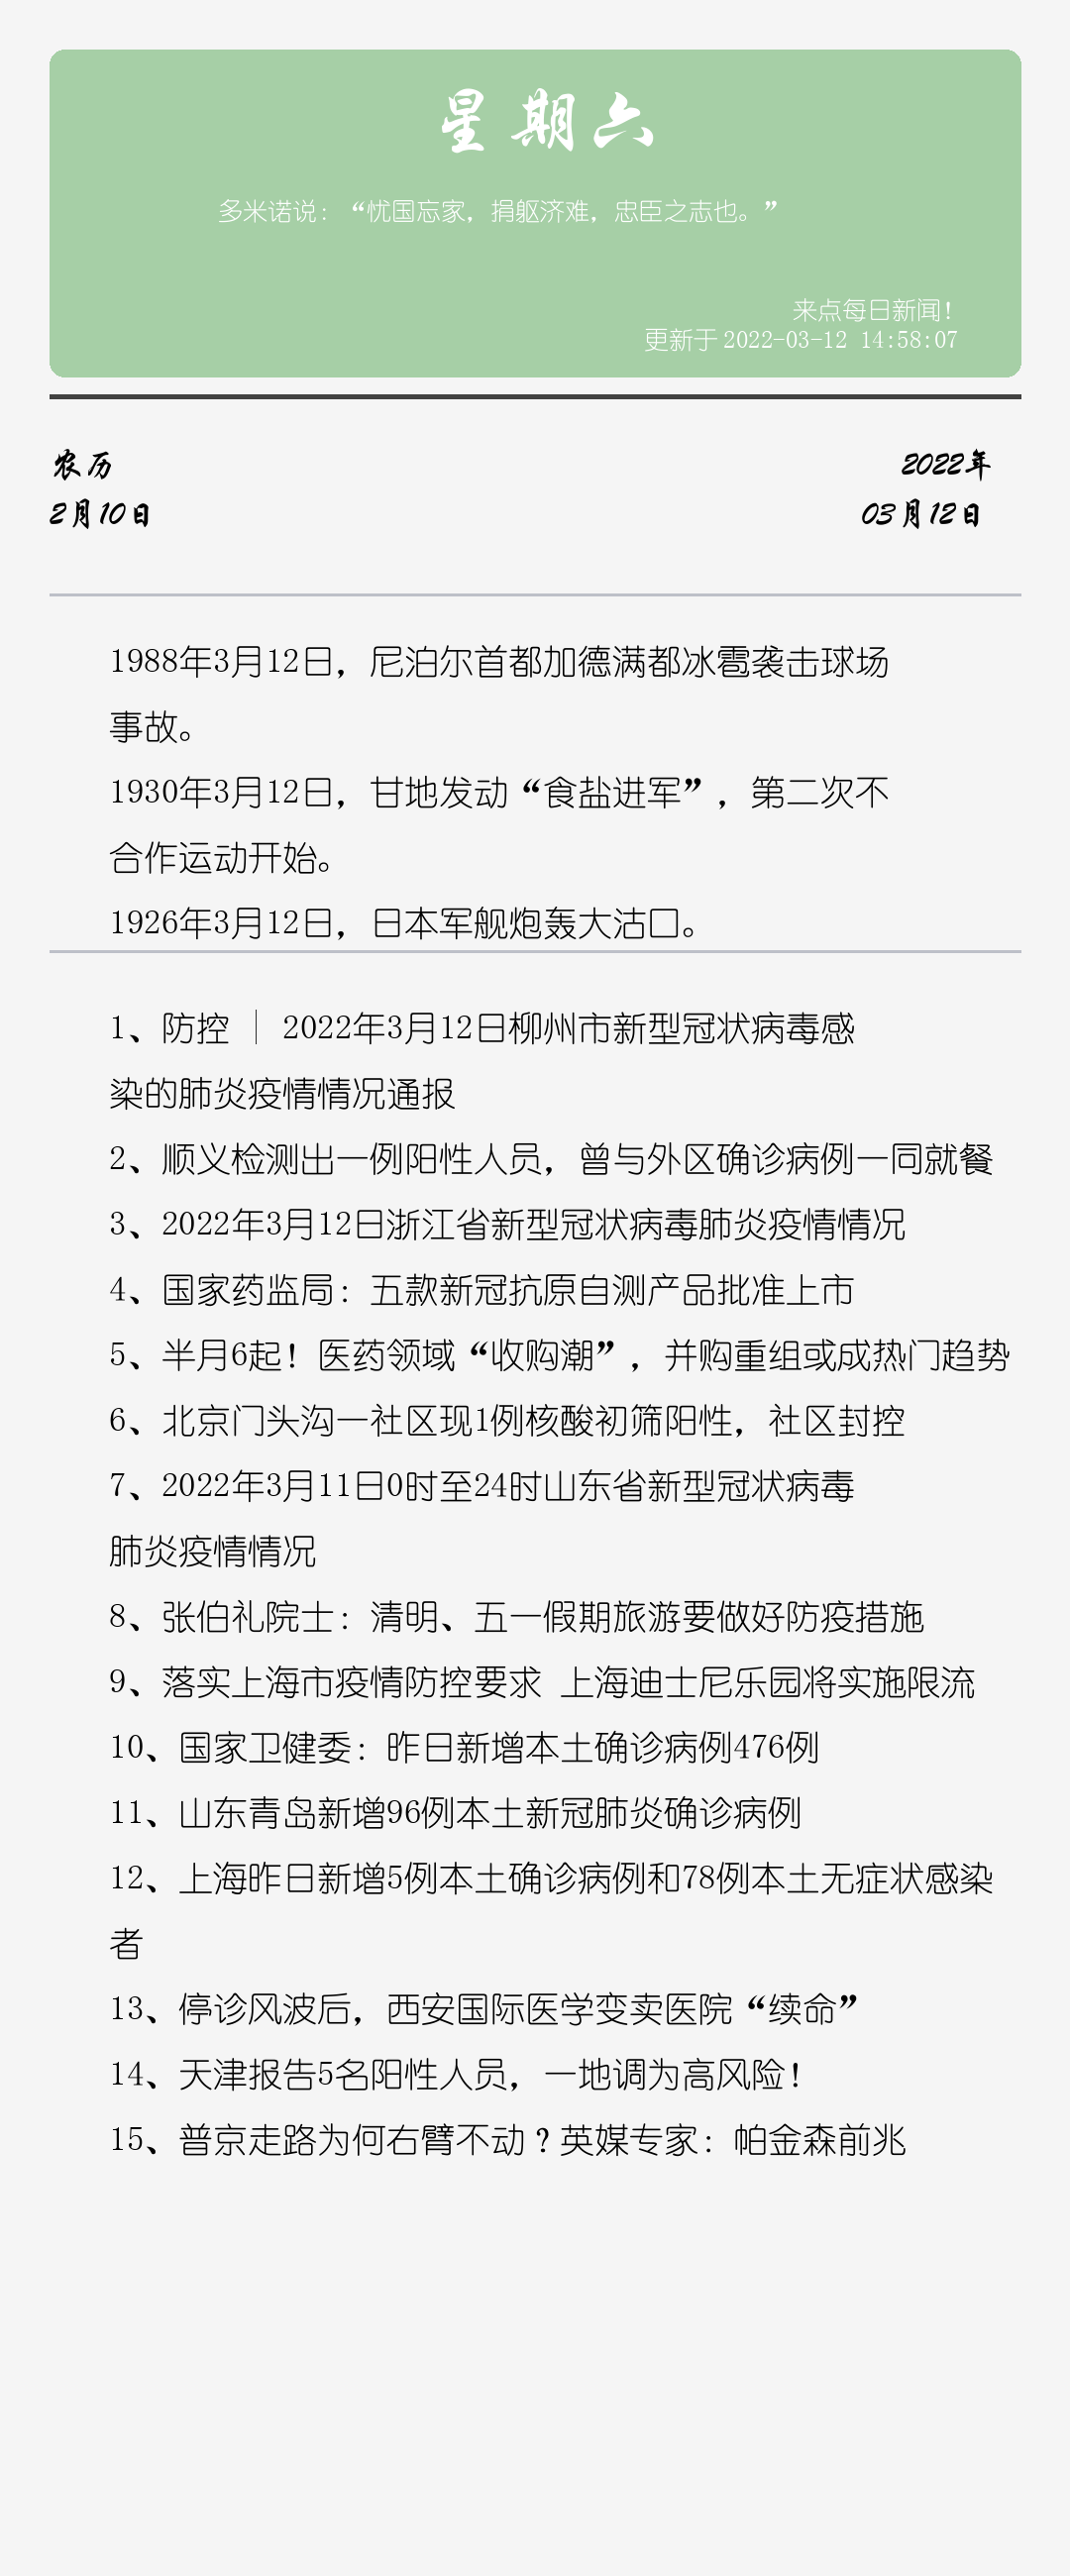 星期六
多米诺说：“忧国忘家，捐躯济难，忠臣之志也。”
来点每日新闻！
更新于 2022-03-12 14:58:07
农历
2022年
2月10日
03月12日
1988年3月12日，尼泊尔首都加德满都冰雹袭击球场
事故。
1930年3月12日，甘地发动“食盐进军”，第二次不
合作运动开始。
1926年3月12日，日本军舰炮轰大沽口。
1、防控 | 2022年3月12日柳州市新型冠状病毒感
染的肺炎疫情情况通报
2、顺义检测出一例阳性人员，曾与外区确诊病例一同就餐
3、2022年3月12日浙江省新型冠状病毒肺炎疫情情况
4、国家药监局：五款新冠抗原自测产品批准上市
5、半月6起！医药领域“收购潮”，并购重组或成热门趋势
6、北京门头沟一社区现1例核酸初筛阳性，社区封控
7、2022年3月11日0时至24时山东省新型冠状病毒
肺炎疫情情况
8、张伯礼院士：清明、五一假期旅游要做好防疫措施
9、落实上海市疫情防控要求 上海迪士尼乐园将实施限流
10、国家卫健委：昨日新增本土确诊病例476例
11、山东青岛新增96例本土新冠肺炎确诊病例
12、上海昨日新增5例本土确诊病例和78例本土无症状感染
者
13、停诊风波后，西安国际医学变卖医院“续命”
14、天津报告5名阳性人员，一地调为高风险！
15、普京走路为何右臂不动？英媒专家：帕金森前兆